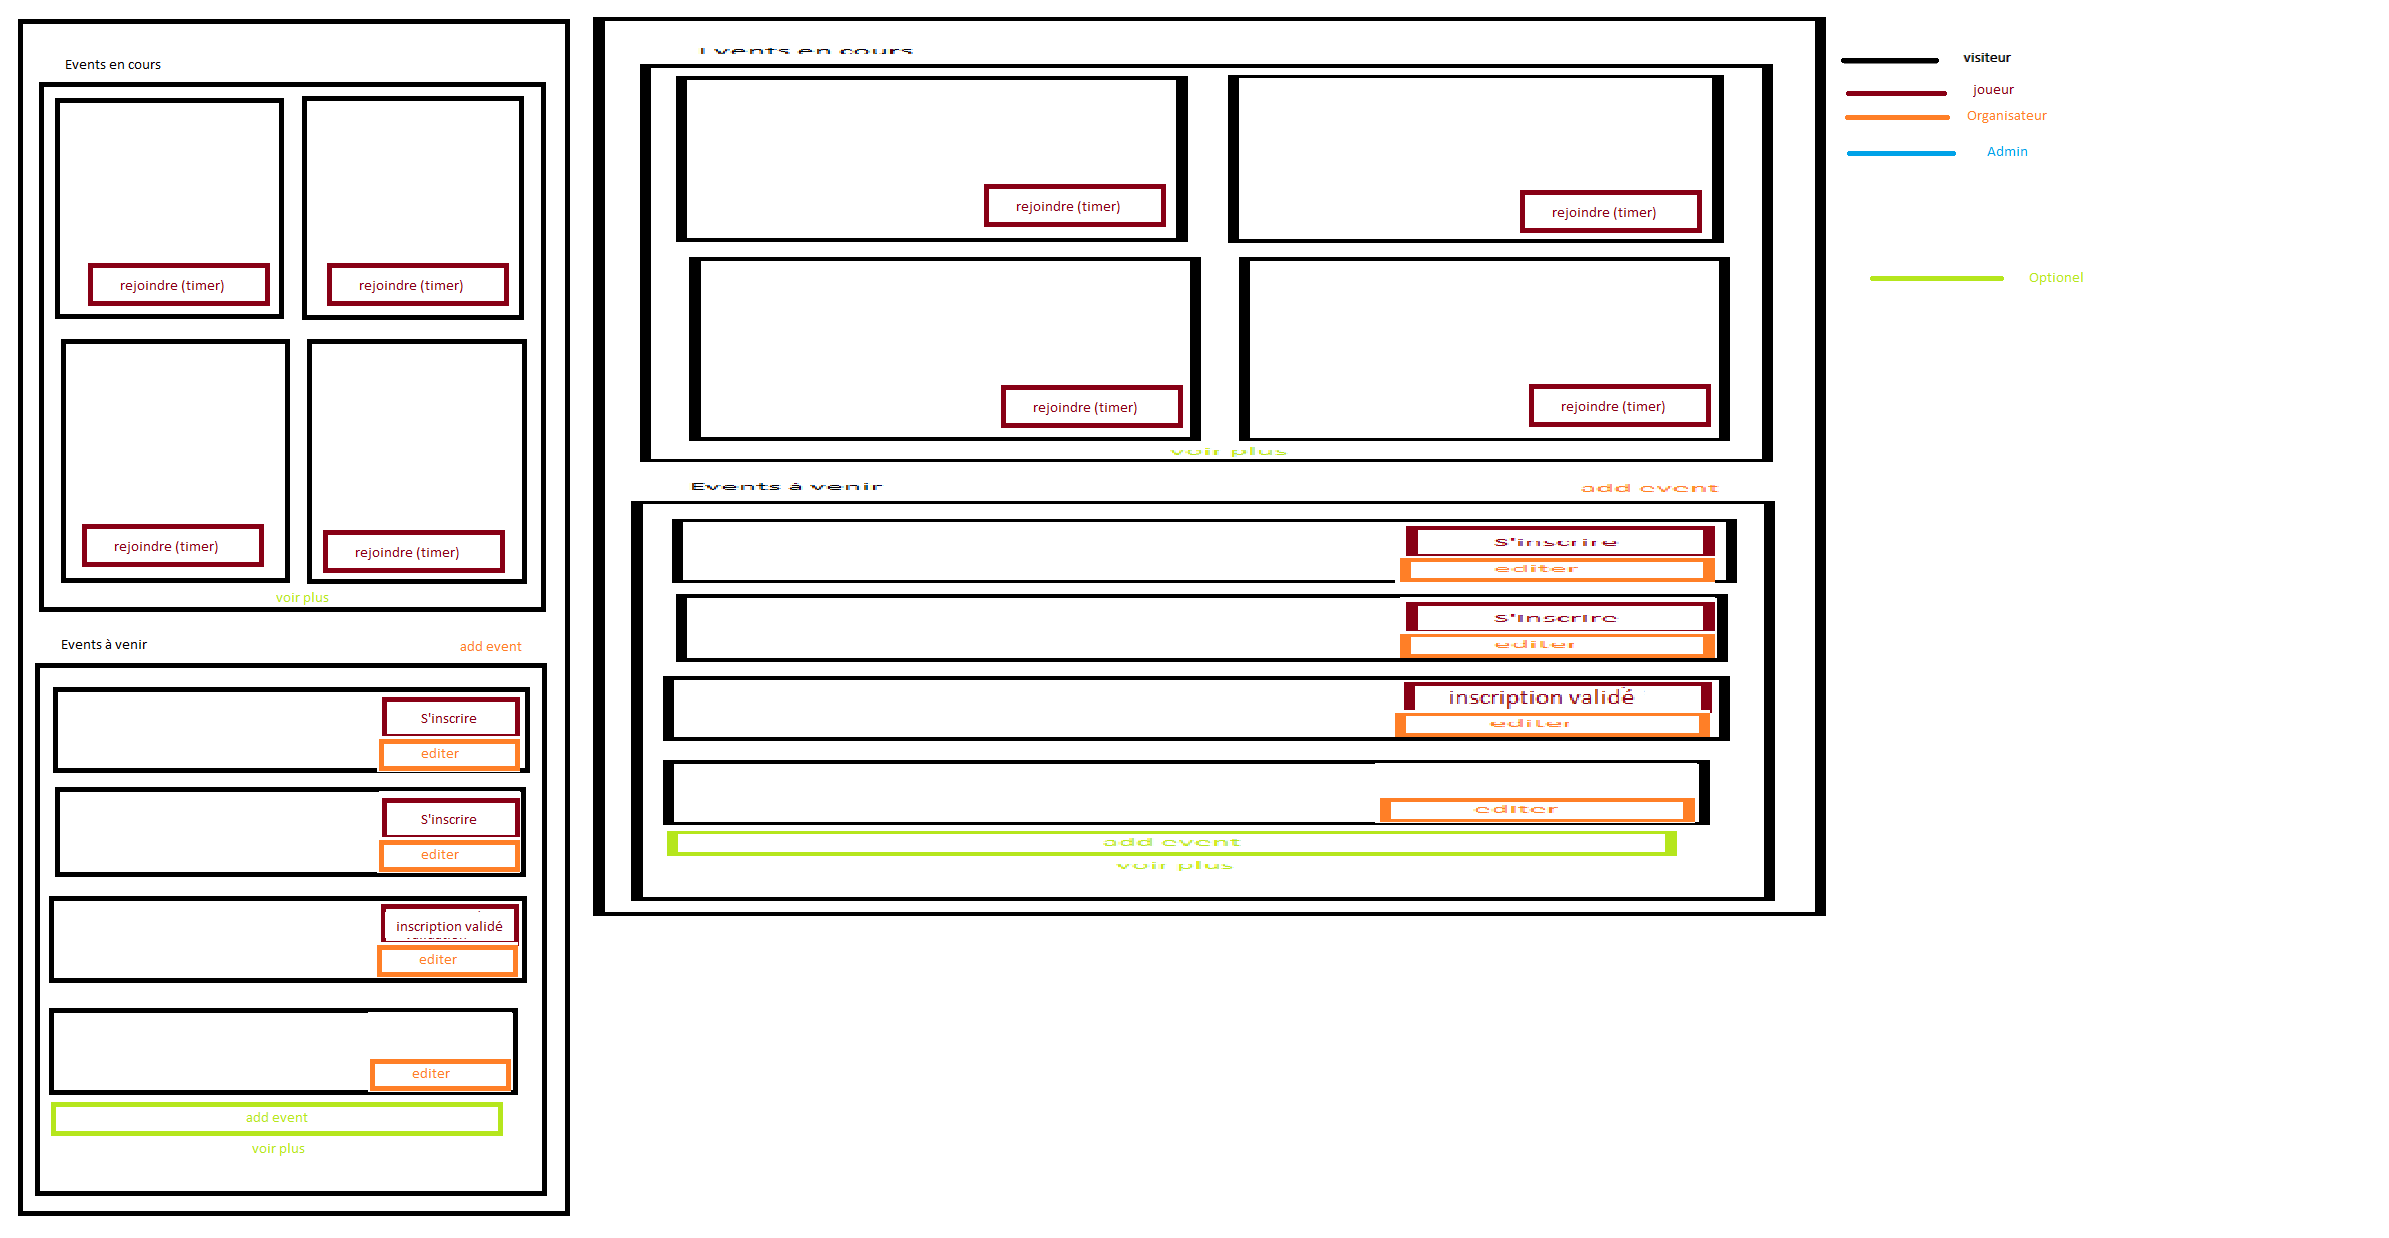 Events en cours
rejoindre (timer)
rejoindre (timer)
rejoindre (timer)
rejoindre (timer)
voir plus
Events à venir
add event
S'inscrire
editer
S'inscrire
editer
inscription validé
editer
editer
add event
voir plus
Events en cours
rejoindre (timer)
rejoindre (timer)
rejoindre (timer)
rejoindre (timer)
voir plus
Events à venir
add event
S'inscrire
editer
S'inscrire
editer
inscription validé
editer
editer
add event
voir plus
visiteur
joueur
Organisateur
Admin
Optionel